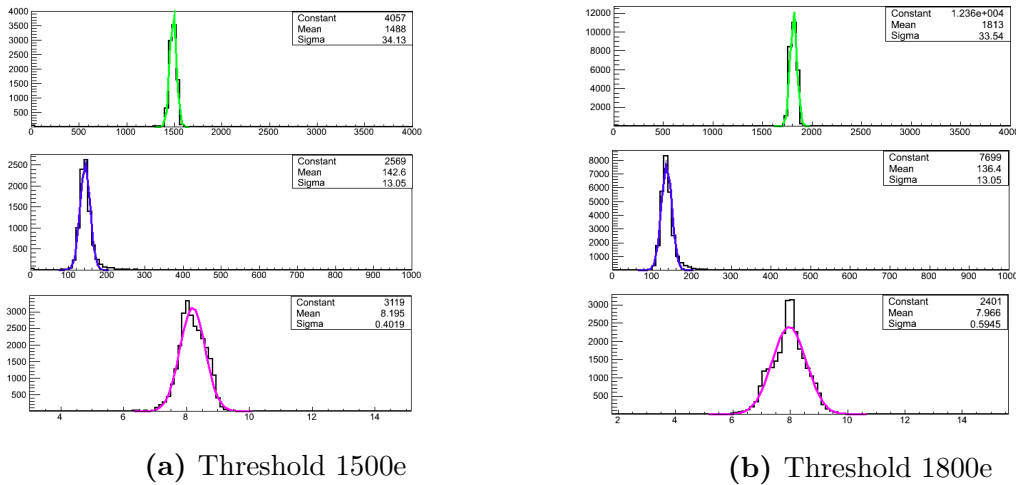 4000
3500
3000
2500
2000
1500
1000
500
0 500 1000 1500 2000 2500 3000 3500 4000
Constant 4057
Mean 1488
Sigma 34.13
2500
2000
1500
1000
500
0 100 200 300 400 500 600 700 800 900 1000
Constant 2569
Mean 142.6
Sigma 13.05
3000
2500
2000
1500
1000
500
4 6 8 10 12 14
Constant 3119
Mean 8.195
Sigma 0.4019
(a) Threshold 1500e
12000
10000
8000
6000
4000
2000
0 500 1000 1500 2000 2500 3000 3500 4000
Constant 1.236e+004
Mean 1813
Sigma 33.54
8000
7000
6000
5000
4000
3000
2000
1000
0 100 200 300 400 500 600 700 800 900 1000
Constant 7699
Mean 136.4
Sigma 13.05
3000
2500
2000
1500
1000
500
2 4 6 8 10 12 14
Constant 2401
Mean 7.966
Sigma 0.5945
(b) Threshold 1800e